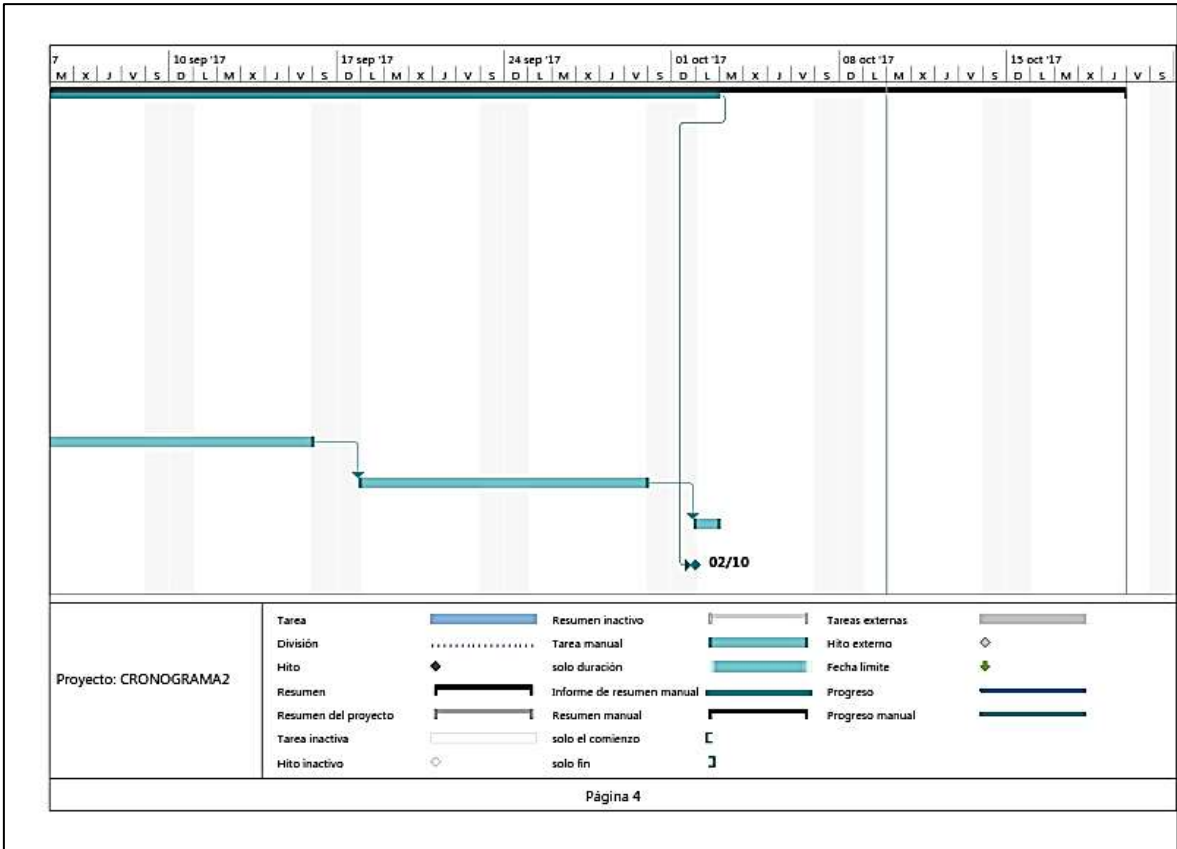 7 10 sep '17 17 sep '17 24 sep '17 01 oct '17 08 oct '17 15 oct '17
M X J V S D L M X J V S D L M X J V S D L M X J V S D L M X J V S D L M X J V S D L M X J V S
02/10
Proyecto: CRONOGRAMA2
Tarea
División
Hito
Resumen
Resumen del proyecto
Tarea inactiva
Hito inactivo
Resumen inactivo
Tarea manual
solo duración
Informe de resumen manual
Resumen manual
solo el comienzo
solo fin
Tareas externas
Hito externo
Fecha límite
Progreso
Progreso manual
Página 4